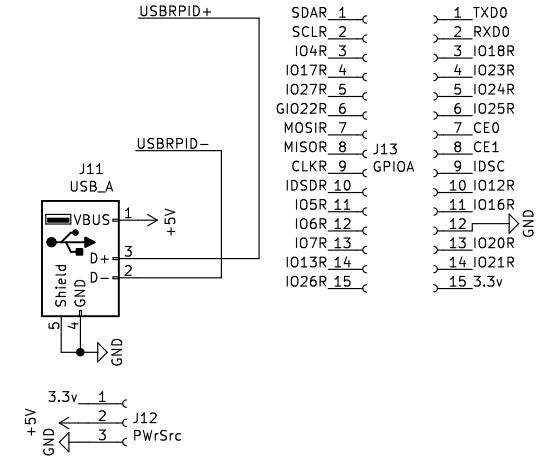 USBRPID+
USBRPID-
J11
USB_A
VBUS 1
+5V
D+ 3
D- 2
Shield
GND
5
4
GND
3.3v 1
+5V
2
J12
GND
3
PWrSrc
SDAR 1
SCLR 2
IO4R 3
IO17R 4
IO27R 5
GIO22R 6
MOSIR 7
MISOR 8
CLKR 9
IDSDR 10
IO5R 11
IO6R 12
IO7R 13
IO13R 14
IO26R 15
J13
GPIOA
1 TXD0
2 RXD0
3 IO18R
4 IO23R
5 IO24R
6 IO25R
7 CE0
8 CE1
9 IDSC
10 IO12R
11 IO16R
12
GND
13 IO20R
14 IO21R
15 3.3v